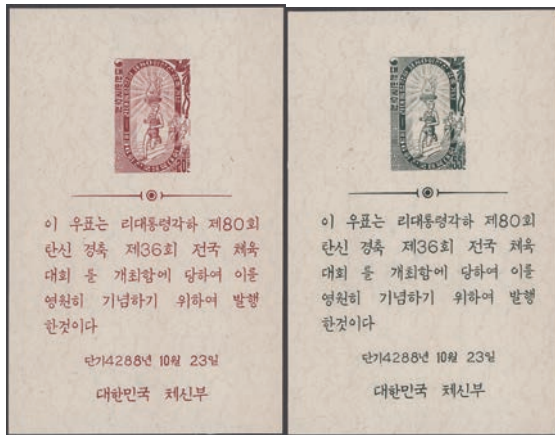 이 우표는 리대통령각하 제80회
탄신 경축 제36회 전국 체육
대회 를 개최함에 당하여 이를
영원히 기념하기 위하여 발행
한것이다
단기4288년 10월 23일
대한민국 체신부
이 우표는 리대통령각하 제80회
탄신 경축 제36회 전국 체육
대회 를 개최함에 당하여 이를
영원히 기념하기 위하여 발행
한것이다
단기4288년 10월 23일
대한민국 체신부